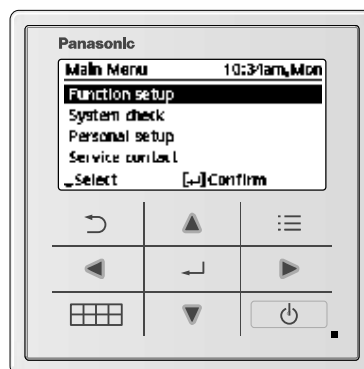 Panasonic
Main Menu 10:34am,Mon
Function setup
System check
Personal setup
Service contact
Select [↵]Confirm